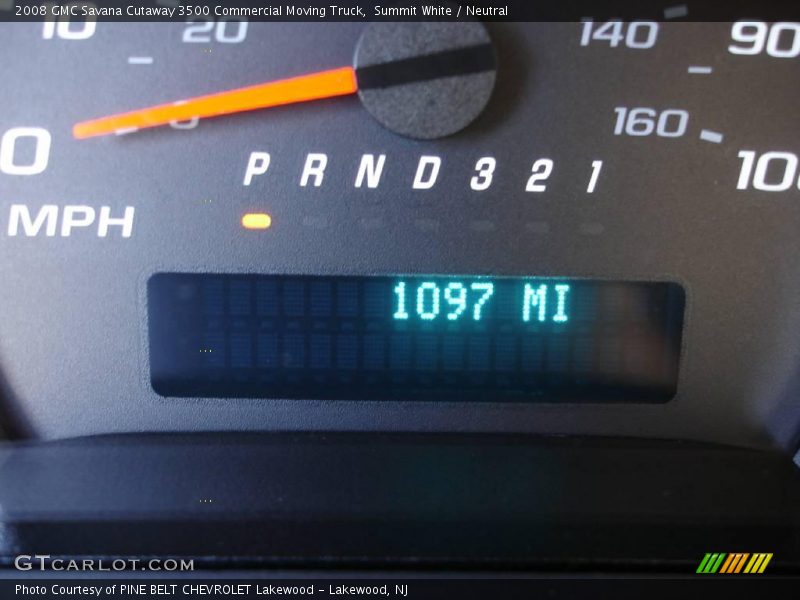 2008 GMC Savana Cutaway 3500 Commercial Moving Truck, Summit White / Neutral
10 20 140 90
0 160 100
P R N D 3 2 1
MPH
1097 MI
GTCARLOT.COM
Photo Courtesy of PINE BELT CHEVROLET Lakewood - Lakewood, NJ